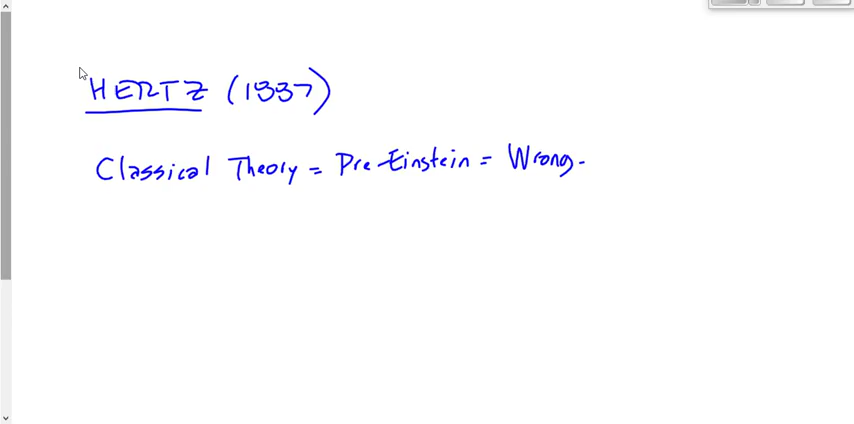 HERTZ (1887)
Classical Theory = Pre-Einstein = Wrong.